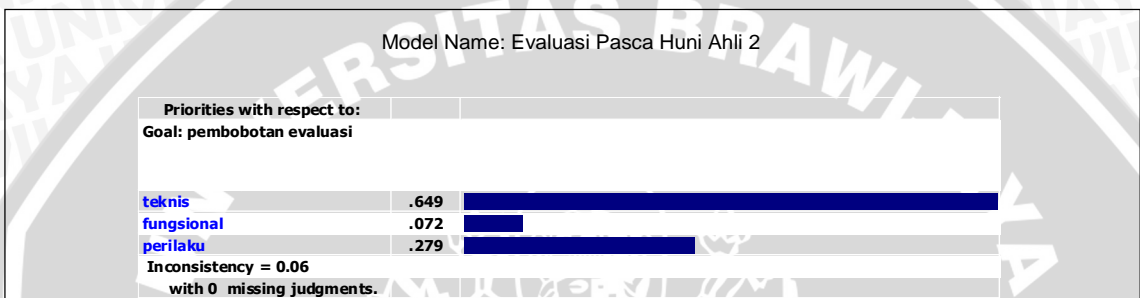 Model Name: Evaluasi Pasca Huni Ahli 2
Priorities with respect to:
Goal: pembobotan evaluasi
teknis .649
fungsional .072
perilaku .279
Inconsistency = 0.06
with 0 missing judgments.